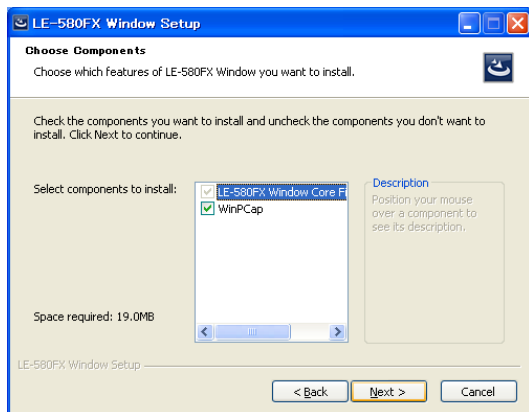 LE-580FX Window Setup
Choose Components
Choose which features of LE-580FX Window you want to install.
Check the components you want to install and uncheck the components you don't want to
install. Click Next to continue.
Select components to install:
LE-580FX Window Core Fi
WinPCap
Description
Position your mouse
over a component to
see its description.
Space required: 19.0MB
LE-580FX Window Setup
< Back
Next >
Cancel